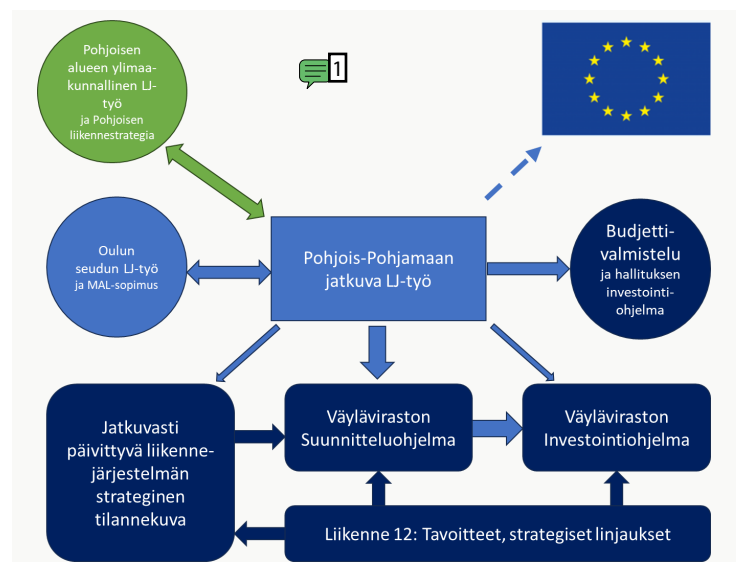 Pohjoisen
alueen ylimaa-
kunnallinen LJ-
työ
ja Pohjoisen
liikennestrategia
1
Oulun
seudun LJ-työ
ja MAL-sopimus
Pohjois-Pohjamaan
jatkuva LJ-työ
Budjetti-
valmistelu
ja hallituksen
investointi-
ohjelma
Jatkuvasti
päivittyvä liikenne-
järjestelmän
strateginen
tilannekuva
Väyläviraston
Suunnitteluohjelma
Väyläviraston
Investointiohjelma
Liikenne 12: Tavoitteet, strategiset linjaukset